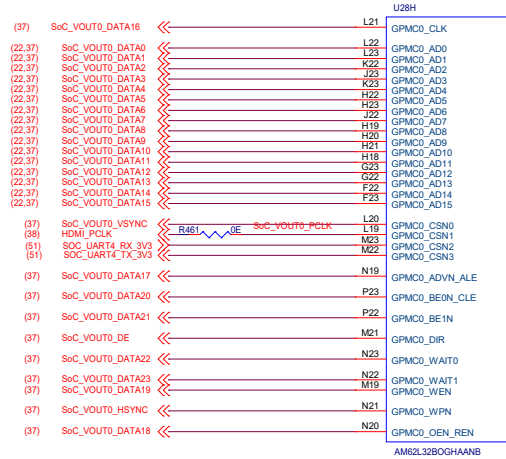 U28H
(37) SoC_VOUT0_DATA16 L21 GPMC0_CLK
(22,37) SoC_VOUT0_DATA0 L22 GPMC0_AD0
(22,37) SoC_VOUT0_DATA1 L23 GPMC0_AD1
(22,37) SoC_VOUT0_DATA2 K22 GPMC0_AD2
(22,37) SoC_VOUT0_DATA3 J23 GPMC0_AD3
(22,37) SoC_VOUT0_DATA4 K23 GPMC0_AD4
(22,37) SoC_VOUT0_DATA5 H22 GPMC0_AD5
(22,37) SoC_VOUT0_DATA6 H23 GPMC0_AD6
(22,37) SoC_VOUT0_DATA7 J22 GPMC0_AD7
(22,37) SoC_VOUT0_DATA8 H19 GPMC0_AD8
(22,37) SoC_VOUT0_DATA9 H20 GPMC0_AD9
(22,37) SoC_VOUT0_DATA10 H21 GPMC0_AD10
(22,37) SoC_VOUT0_DATA11 H18 GPMC0_AD11
(22,37) SoC_VOUT0_DATA12 G23 GPMC0_AD12
(22,37) SoC_VOUT0_DATA13 G22 GPMC0_AD13
(22,37) SoC_VOUT0_DATA14 F22 GPMC0_AD14
(22,37) SoC_VOUT0_DATA15 F23 GPMC0_AD15
(37) SoC_VOUT0_VSYNC L20 GPMC0_CSN0
(38) HDMI_PCLK R461 0E SoC_VOUT0_PCLK L19 GPMC0_CSN1
(51) SOC_UART4_RX_3V3 M23 GPMC0_CSN2
(51) SOC_UART4_TX_3V3 M22 GPMC0_CSN3
(37) SoC_VOUT0_DATA17 N19 GPMC0_ADVN_ALE
(37) SoC_VOUT0_DATA20 P23 GPMC0_BE0N_CLE
(37) SoC_VOUT0_DATA21 P22 GPMC0_BE1N
(37) SoC_VOUT0_DE M21 GPMC0_DIR
(37) SoC_VOUT0_DATA22 N23 GPMC0_WAIT0
(37) SoC_VOUT0_DATA23 N22 GPMC0_WAIT1
(37) SoC_VOUT0_DATA19 M19 GPMC0_WEN
(37) SoC_VOUT0_HSYNC N21 GPMC0_WPN
(37) SoC_VOUT0_DATA18 N20 GPMC0_OEN_REN
AM62L32BOGHAANB